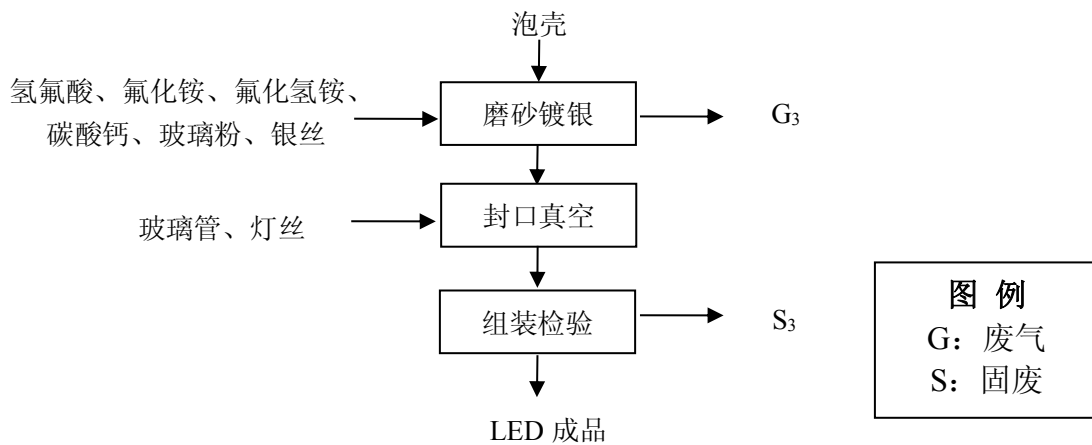 泡壳
氢氟酸、氟化铵、氟化氢铵、
碳酸钙、玻璃粉、银丝
磨砂镀银
G₃
玻璃管、灯丝
封口真空
组装检验
S₃
LED 成品
图 例
G：废气
S：固废